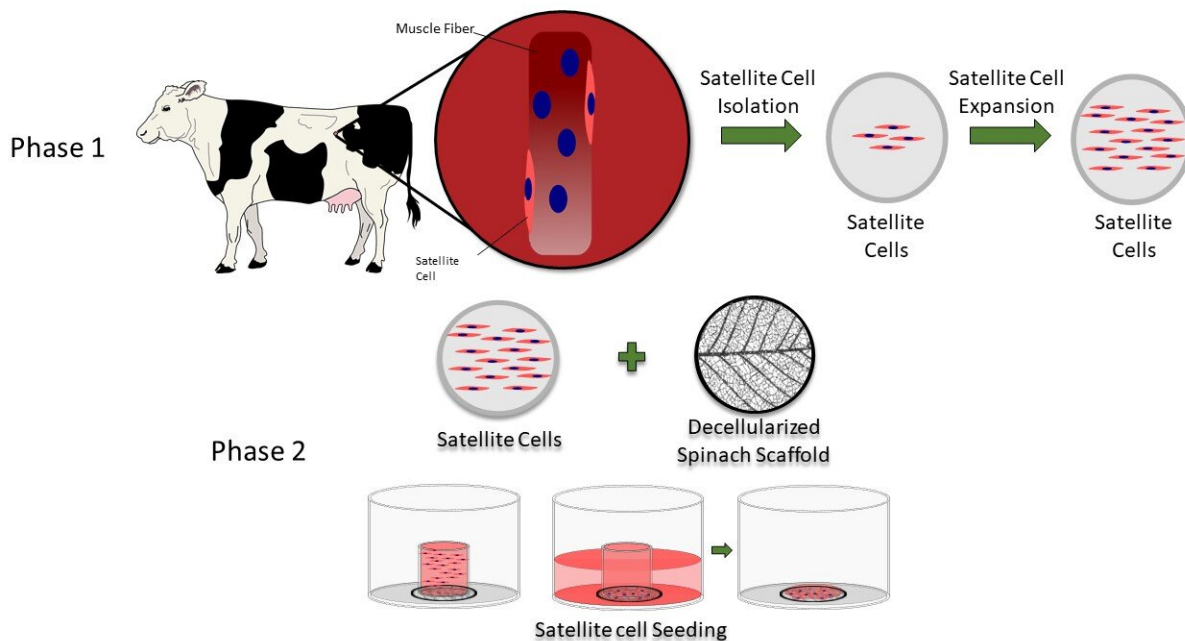 Phase 1
Muscle Fiber
Satellite
Cell
Satellite Cell
Isolation
Satellite Cell
Expansion
Satellite
Cells
Satellite
Cells
Phase 2
Satellite Cells
Decellularized
Spinach Scaffold
Satellite cell Seeding